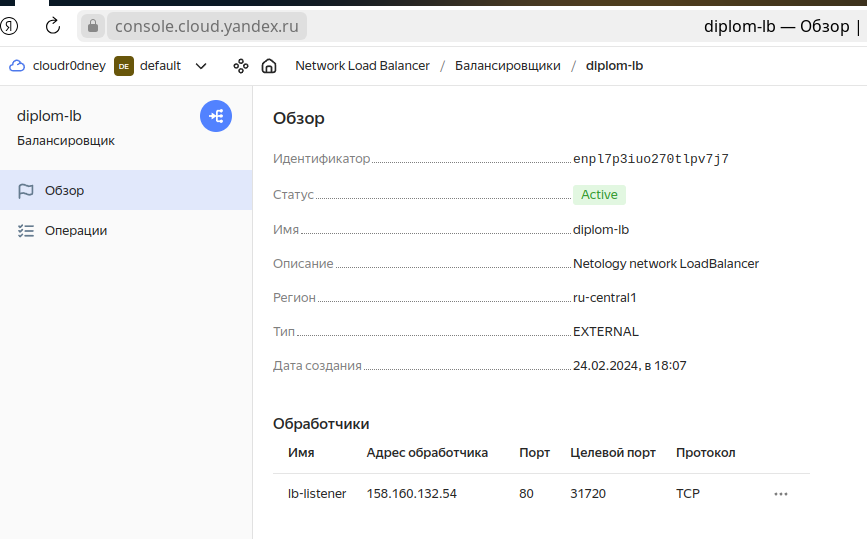 console.cloud.yandex.ru
diplom-lb — Обзор |
cloudr0dney DE default Network Load Balancer / Балансировщики / diplom-lb
diplom-lb
Балансировщик
Обзор
Операции
Обзор
Идентификатор enpl7p3iuo270tlpv7j7
Статус Active
Имя diplom-lb
Описание Netology network LoadBalancer
Регион ru-central1
Тип EXTERNAL
Дата создания 24.02.2024, в 18:07
Обработчики
Имя Адрес обработчика Порт Целевой порт Протокол
lb-listener 158.160.132.54 80 31720 TCP